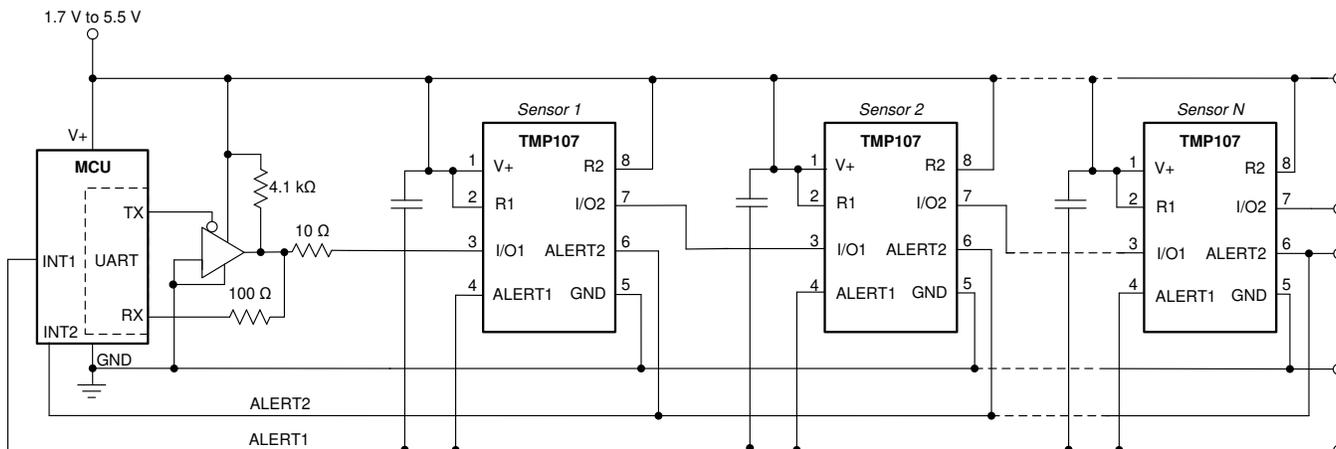 1.7 V to 5.5 V
V+
MCU
TX
UART
INT1
RX
INT2
GND
4.1 kΩ
10 Ω
100 Ω
ALERT2
ALERT1
Sensor 1
TMP107
1 V+ R2 8
2 R1 I/O2 7
3 I/O1 ALERT2 6
4 ALERT1 GND 5
Sensor 2
TMP107
1 V+ R2 8
2 R1 I/O2 7
3 I/O1 ALERT2 6
4 ALERT1 GND 5
Sensor N
TMP107
1 V+ R2 8
2 R1 I/O2 7
3 I/O1 ALERT2 6
4 ALERT1 GND 5